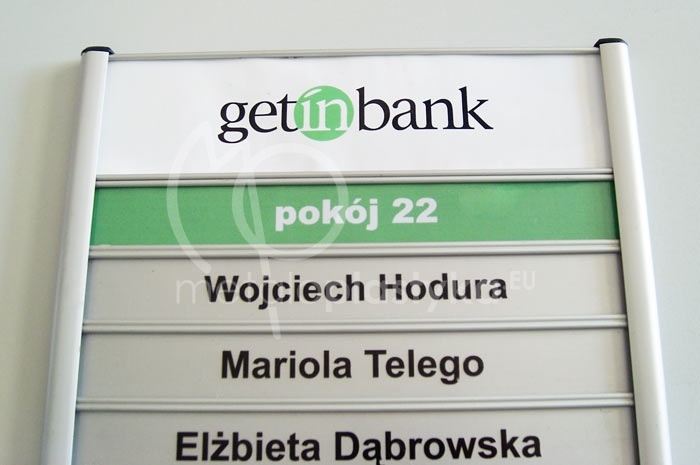 getinbank
pokój 22
Wojciech Hodura
Mariola Telego
Elżbieta Dąbrowska